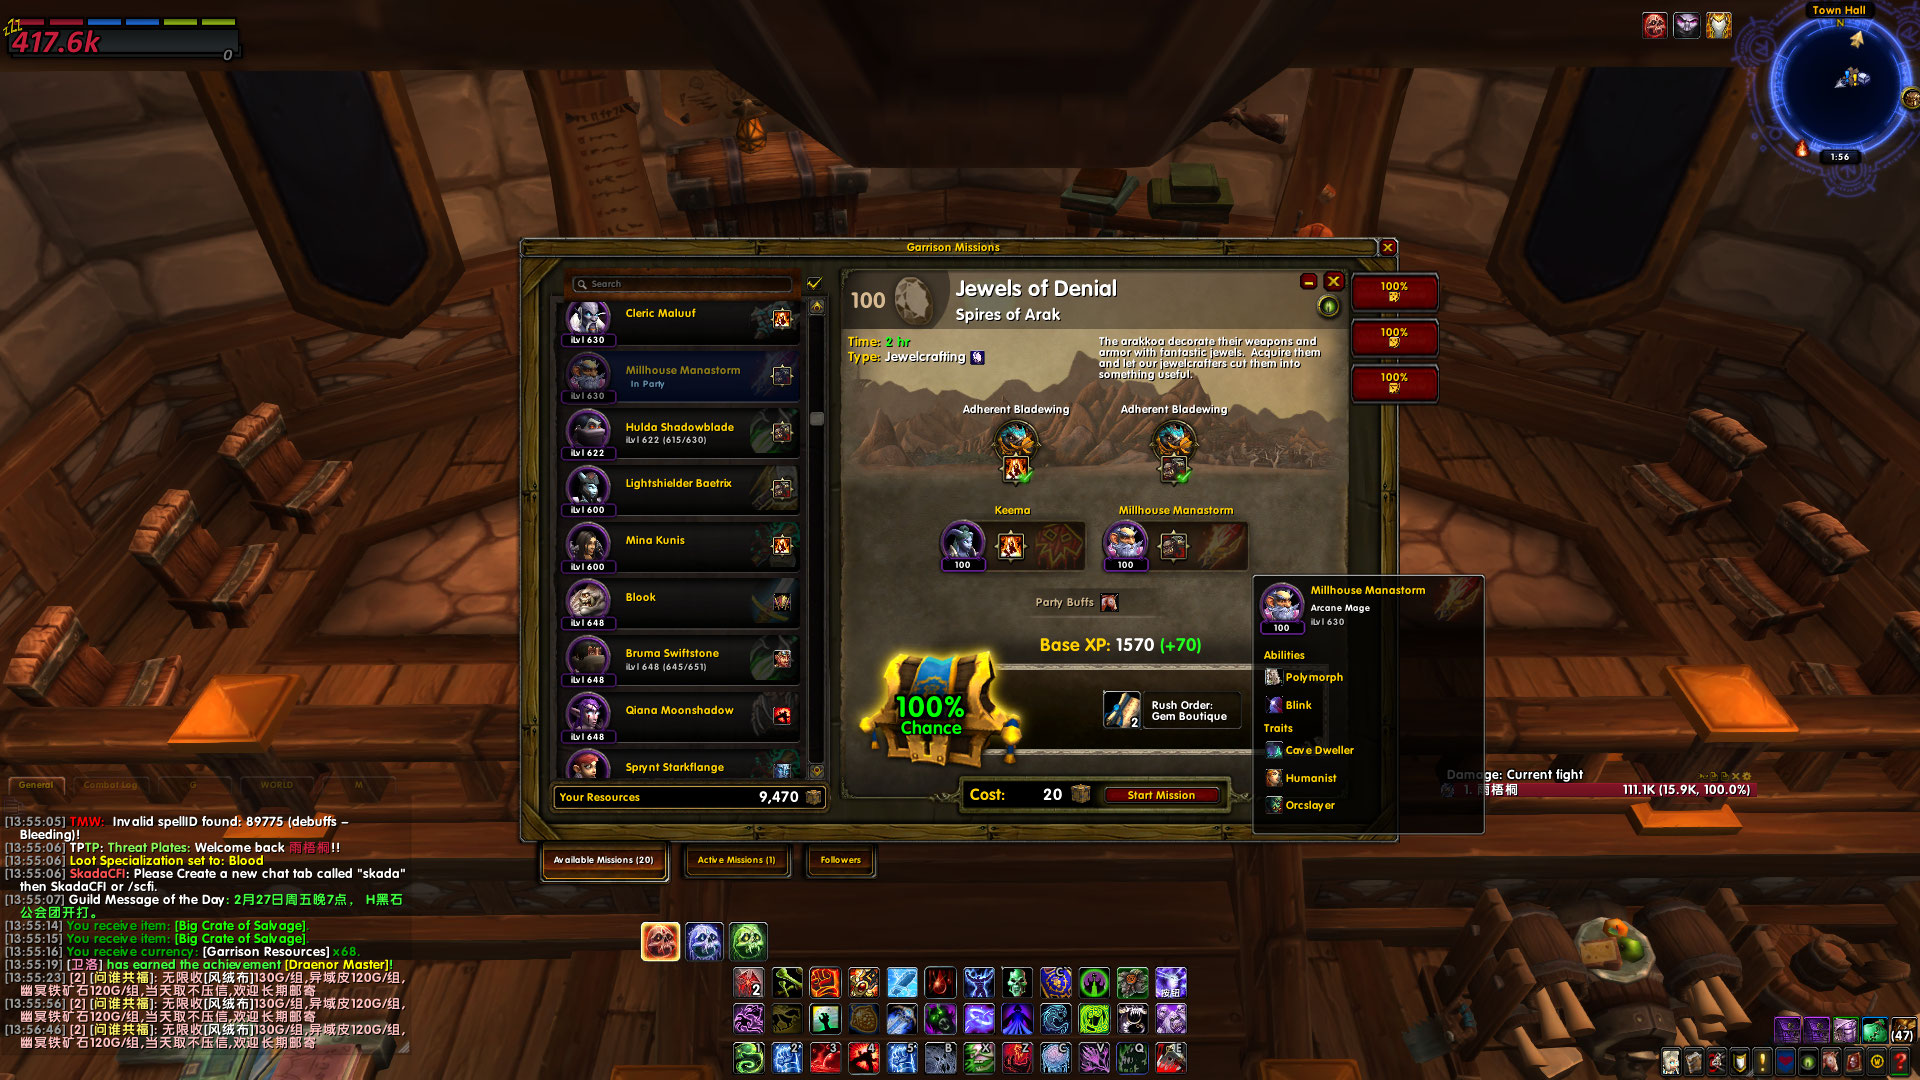 417.6k
0
Town Hall
N
1:56
Garrison Missions
Search
Cleric Maluuf
iLvl 630
Millhouse Manastorm
In Party
iLvl 630
Hulda Shadowblade
iLvl 622 (615/630)
iLvl 622
Lightshielder Baetrix
iLvl 600
Mina Kunis
iLvl 600
Blook
iLvl 648
Bruma Swiftstone
iLvl 648 (645/651)
iLvl 648
Qiana Moonshadow
iLvl 648
Sprynt Starkflange
Your Resources 9,470
100
Jewels of Denial
Spires of Arak
Time: 2 hr
Type: Jewelcrafting
The arakkoa decorate their weapons and
armor with fantastic jewels. Acquire them
and let our jewelcrafters cut them into
something useful.
Adherent Bladewing
Adherent Bladewing
Keema
100
Millhouse Manastorm
100
Party Buffs
Base XP: 1570 (+70)
100%
Chance
2
Rush Order:
Gem Boutique
Cost: 20
Start Mission
100%
100%
100%
Millhouse Manastorm
Arcane Mage
iLvl 630
100
Abilities
Polymorph
Blink
Traits
Cave Dweller
Humanist
Orcslayer
Available Missions (20)
Active Missions (1)
Followers
Damage: Current fight
1. 雨梧桐 111.1K (15.9K, 100.0%)
General
Combat Log
G
WORLD
M
[13:55:05] TMW: Invalid spellID found: 89775 (debuffs –
Bleeding)!
[13:55:06] TPTP: Threat Plates: Welcome back 雨梧桐!!
[13:55:06] Loot Specialization set to: Blood
[13:55:06] SkadaCFI: Please Create a new chat tab called "skada"
then SkadaCFI or /scfi.
[13:55:07] Guild Message of the Day: 2月27日周五晚7点， H黑石
公会团开打。
[13:55:14] You receive item: [Big Crate of Salvage].
[13:55:15] You receive item: [Big Crate of Salvage].
[13:55:16] You receive currency: [Garrison Resources] x68.
[13:55:19] [卫洛] has earned the achievement [Draenor Master]!
[13:55:23] [2] [问谁共福]: 无限收[风绒布]130G/组,异域皮120G/组,
幽冥铁矿石120G/组,当天取不压信,欢迎长期邮寄
[13:55:56] [2] [问谁共福]: 无限收[风绒布]130G/组,异域皮120G/组,
幽冥铁矿石120G/组,当天取不压信,欢迎长期邮寄
[13:56:46] [2] [问谁共福]: 无限收[风绒布]130G/组,异域皮120G/组,
幽冥铁矿石120G/组,当天取不压信,欢迎长期邮寄
(47)